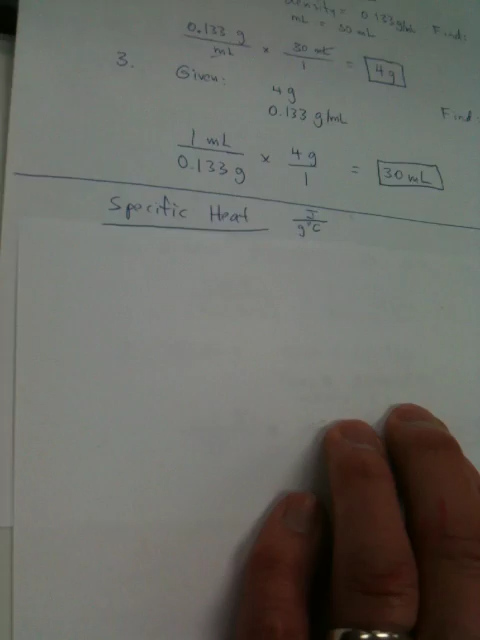 density = 0.133 g/mL Find:
mL = 30 mL
0.133 g / mL × 30 mL / 1 = 4 g
3. Given: 4 g
0.133 g/mL Find:
1 mL / 0.133 g × 4 g / 1 = 30 mL
Specific Heat J / g°C